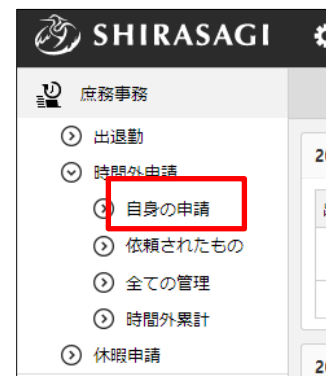 SHIRASAGI
庶務事務
出退勤
時間外申請
自身の申請
依頼されたもの
全ての管理
時間外累計
休暇申請